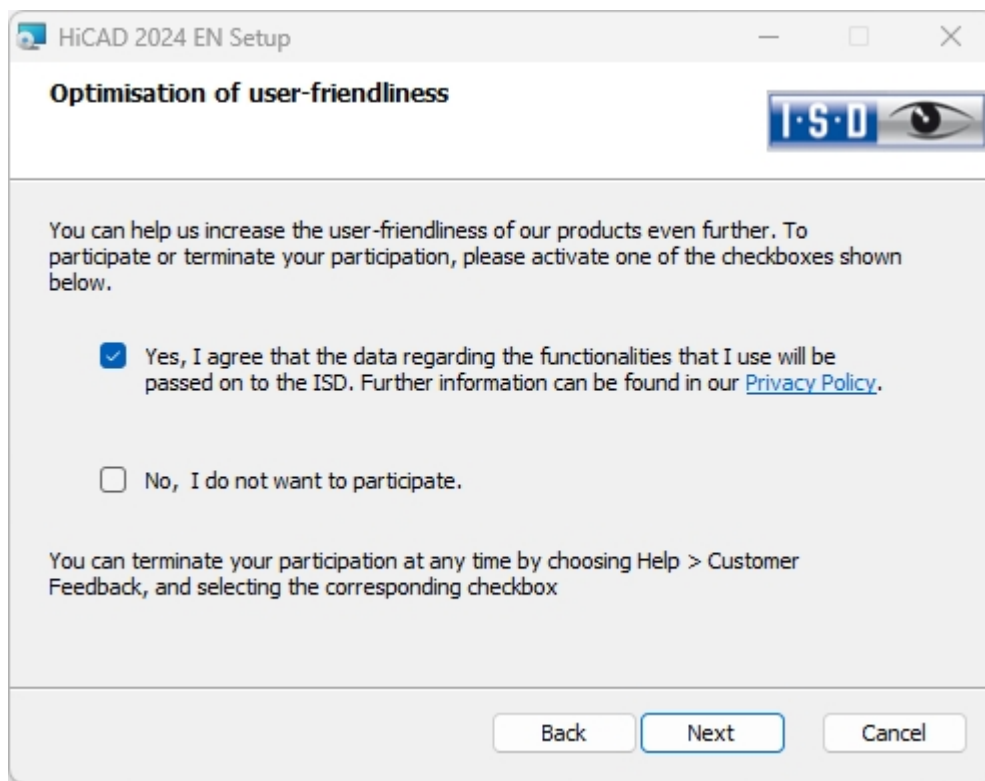 HiCAD 2024 EN Setup
Optimisation of user-friendliness
I·S·D
You can help us increase the user-friendliness of our products even further. To
participate or terminate your participation, please activate one of the checkboxes shown
below.
Yes, I agree that the data regarding the functionalities that I use will be
passed on to the ISD. Further information can be found in our Privacy Policy.
No, I do not want to participate.
You can terminate your participation at any time by choosing Help > Customer
Feedback, and selecting the corresponding checkbox
Back Next Cancel